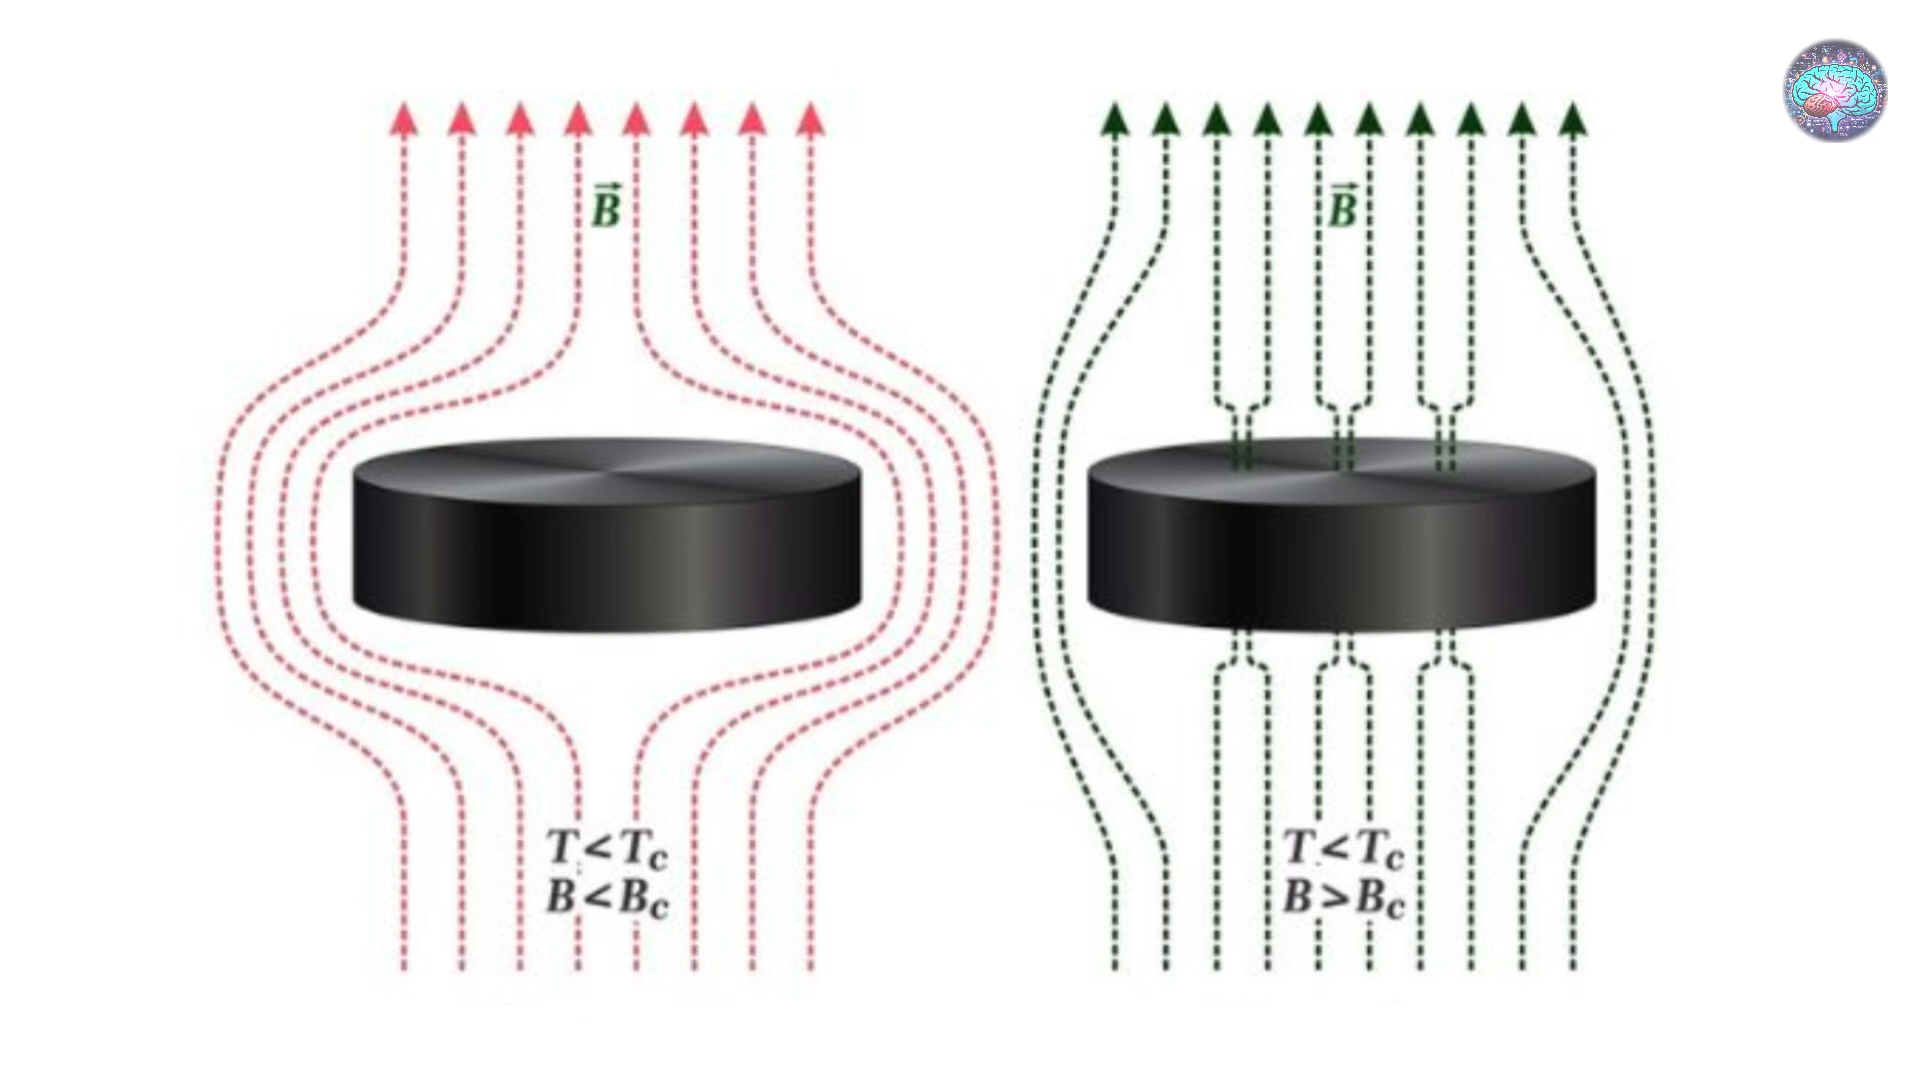 B⃗
B⃗
T < Tc
B < Bc
T < Tc
B > Bc